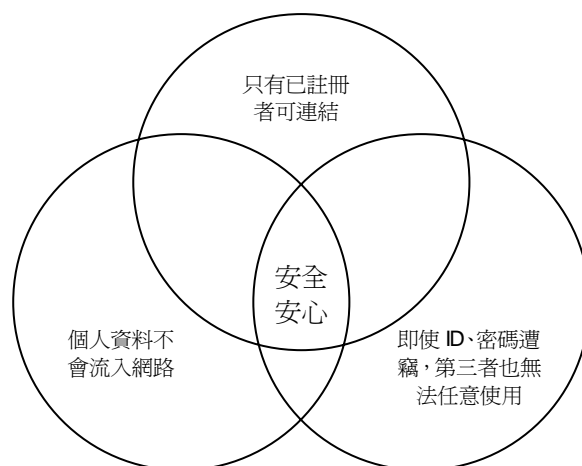 只有已註冊
者可連結
安全
安心
個人資料不
會流入網路
即使 ID、密碼遭
竊，第三者也無
法任意使用